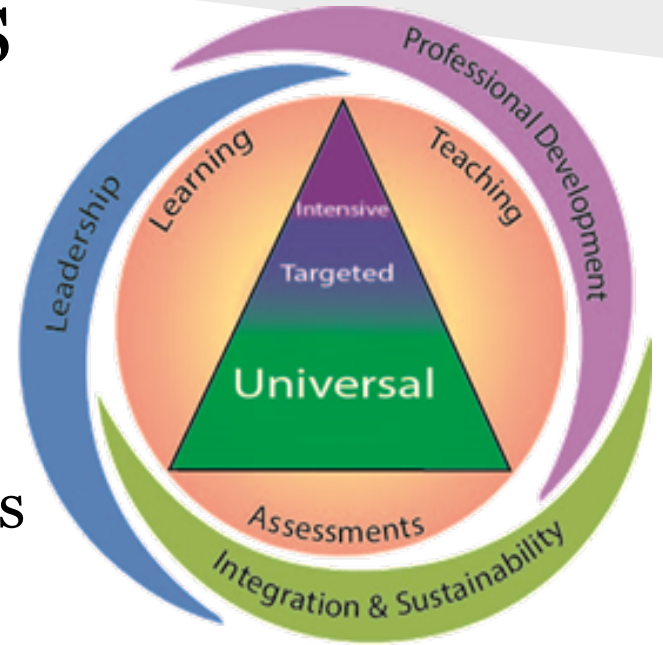 s
Professional Development
Leadership
Learning
Teaching
Intensive
Targeted
Universal
s
Assessments
Integration & Sustainability